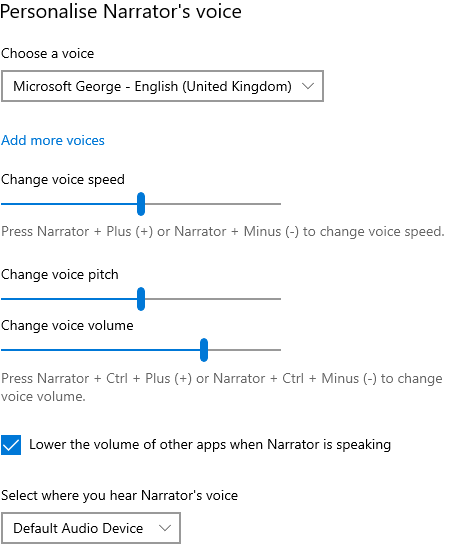 Personalise Narrator's voice
Choose a voice
Microsoft George - English (United Kingdom)
Add more voices
Change voice speed
Press Narrator + Plus (+) or Narrator + Minus (-) to change voice speed.
Change voice pitch
Change voice volume
Press Narrator + Ctrl + Plus (+) or Narrator + Ctrl + Minus (-) to change
voice volume.
Lower the volume of other apps when Narrator is speaking
Select where you hear Narrator's voice
Default Audio Device